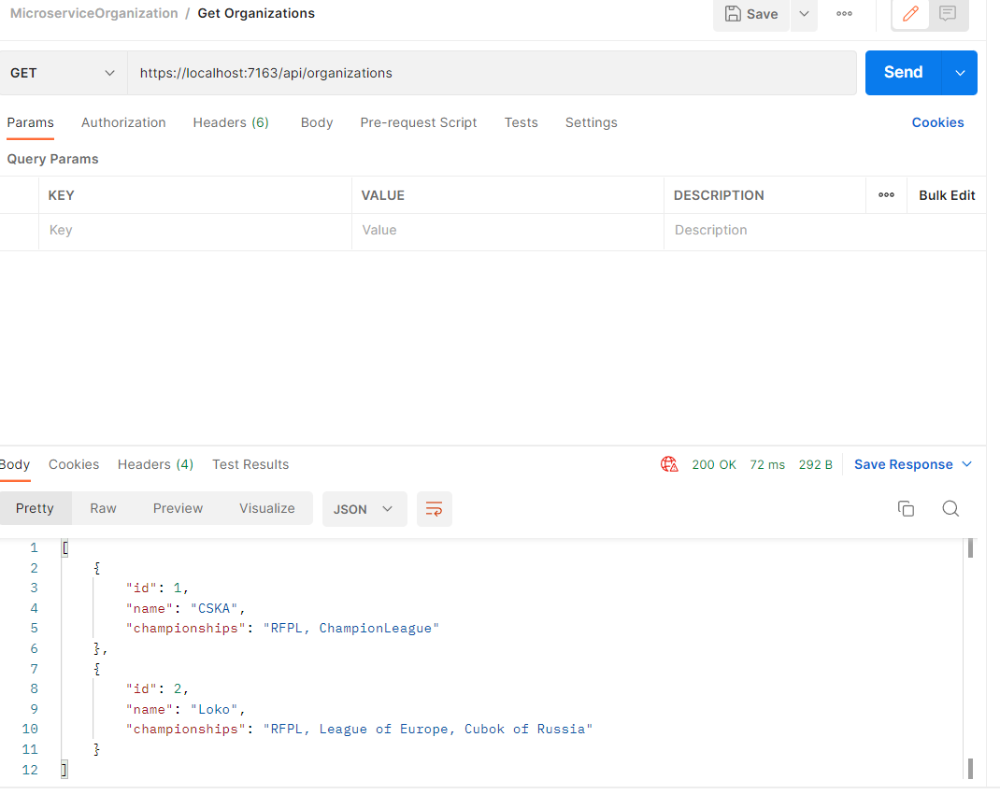 MicroserviceOrganization / Get Organizations Save ooo
GET https://localhost:7163/api/organizations Send
Params Authorization Headers (6) Body Pre-request Script Tests Settings Cookies
Query Params
KEY VALUE DESCRIPTION ooo Bulk Edit
Key Value Description
Body Cookies Headers (4) Test Results 200 OK 72 ms 292 B Save Response
Pretty Raw Preview Visualize JSON
1 [
2 {
3 "id": 1,
4 "name": "CSKA",
5 "championships": "RFPL, ChampionLeague"
6 },
7 {
8 "id": 2,
9 "name": "Loko",
10 "championships": "RFPL, League of Europe, Cubok of Russia"
11 }
12 ]